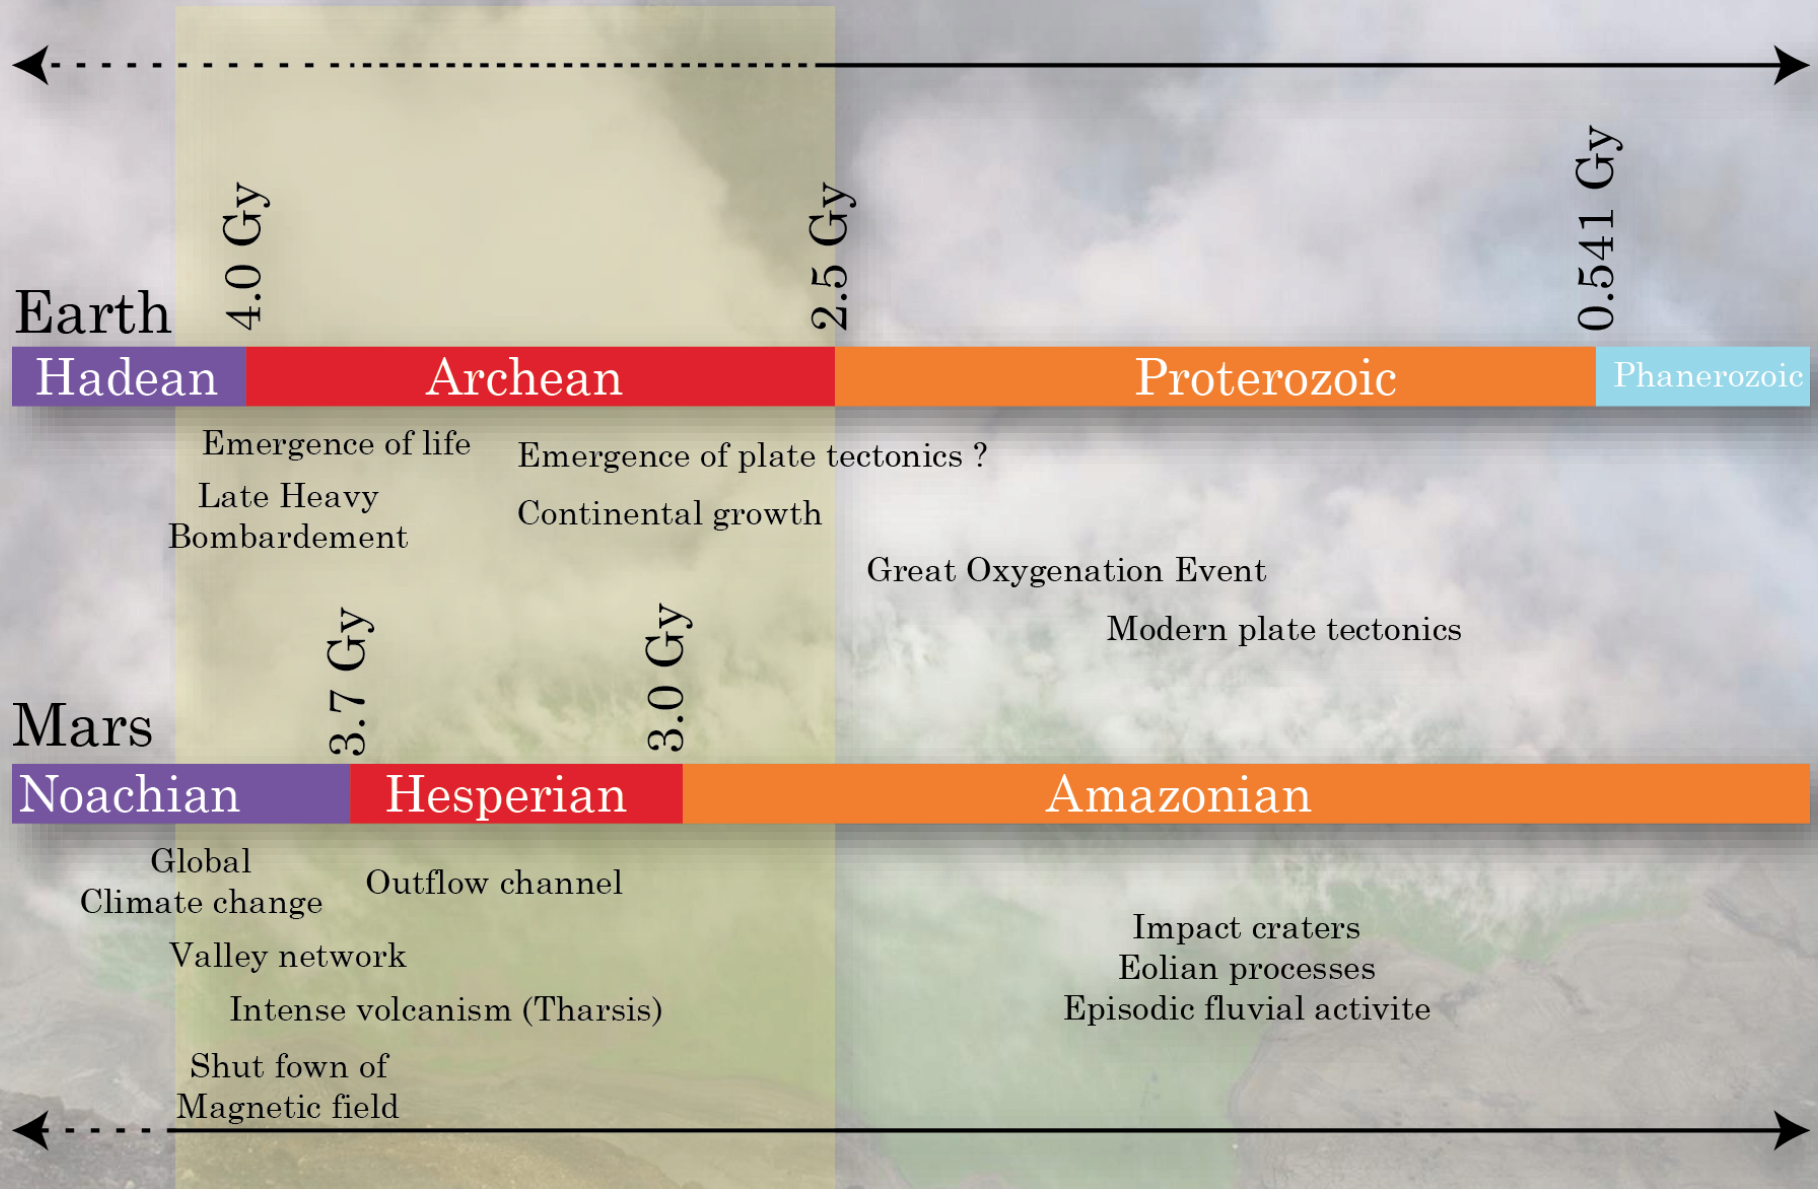 4.0 Gy
2.5 Gy
0.541 Gy
Earth
Hadean
Archean
Proterozoic
Phanerozoic
Emergence of life
Emergence of plate tectonics ?
Late Heavy
Bombardement
Continental growth
Great Oxygenation Event
Modern plate tectonics
3.7 Gy
3.0 Gy
Mars
Noachian
Hesperian
Amazonian
Global
Climate change
Outflow channel
Valley network
Intense volcanism (Tharsis)
Shut fown of
Magnetic field
Impact craters
Eolian processes
Episodic fluvial activite